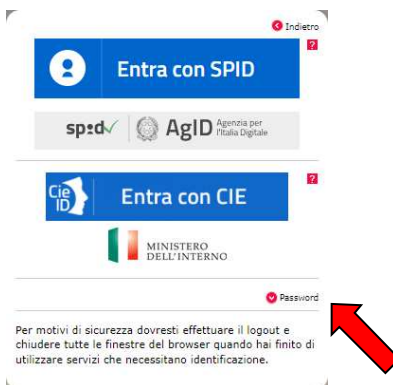 Indietro
?
Entra con SPID
sp:d
AgID Agenzia per
l'Italia Digitale
?
Cie
ID
Entra con CIE
MINISTERO
DELL'INTERNO
Password
Per motivi di sicurezza dovresti effettuare il logout e
chiudere tutte le finestre del browser quando hai finito di
utilizzare servizi che necessitano identificazione.